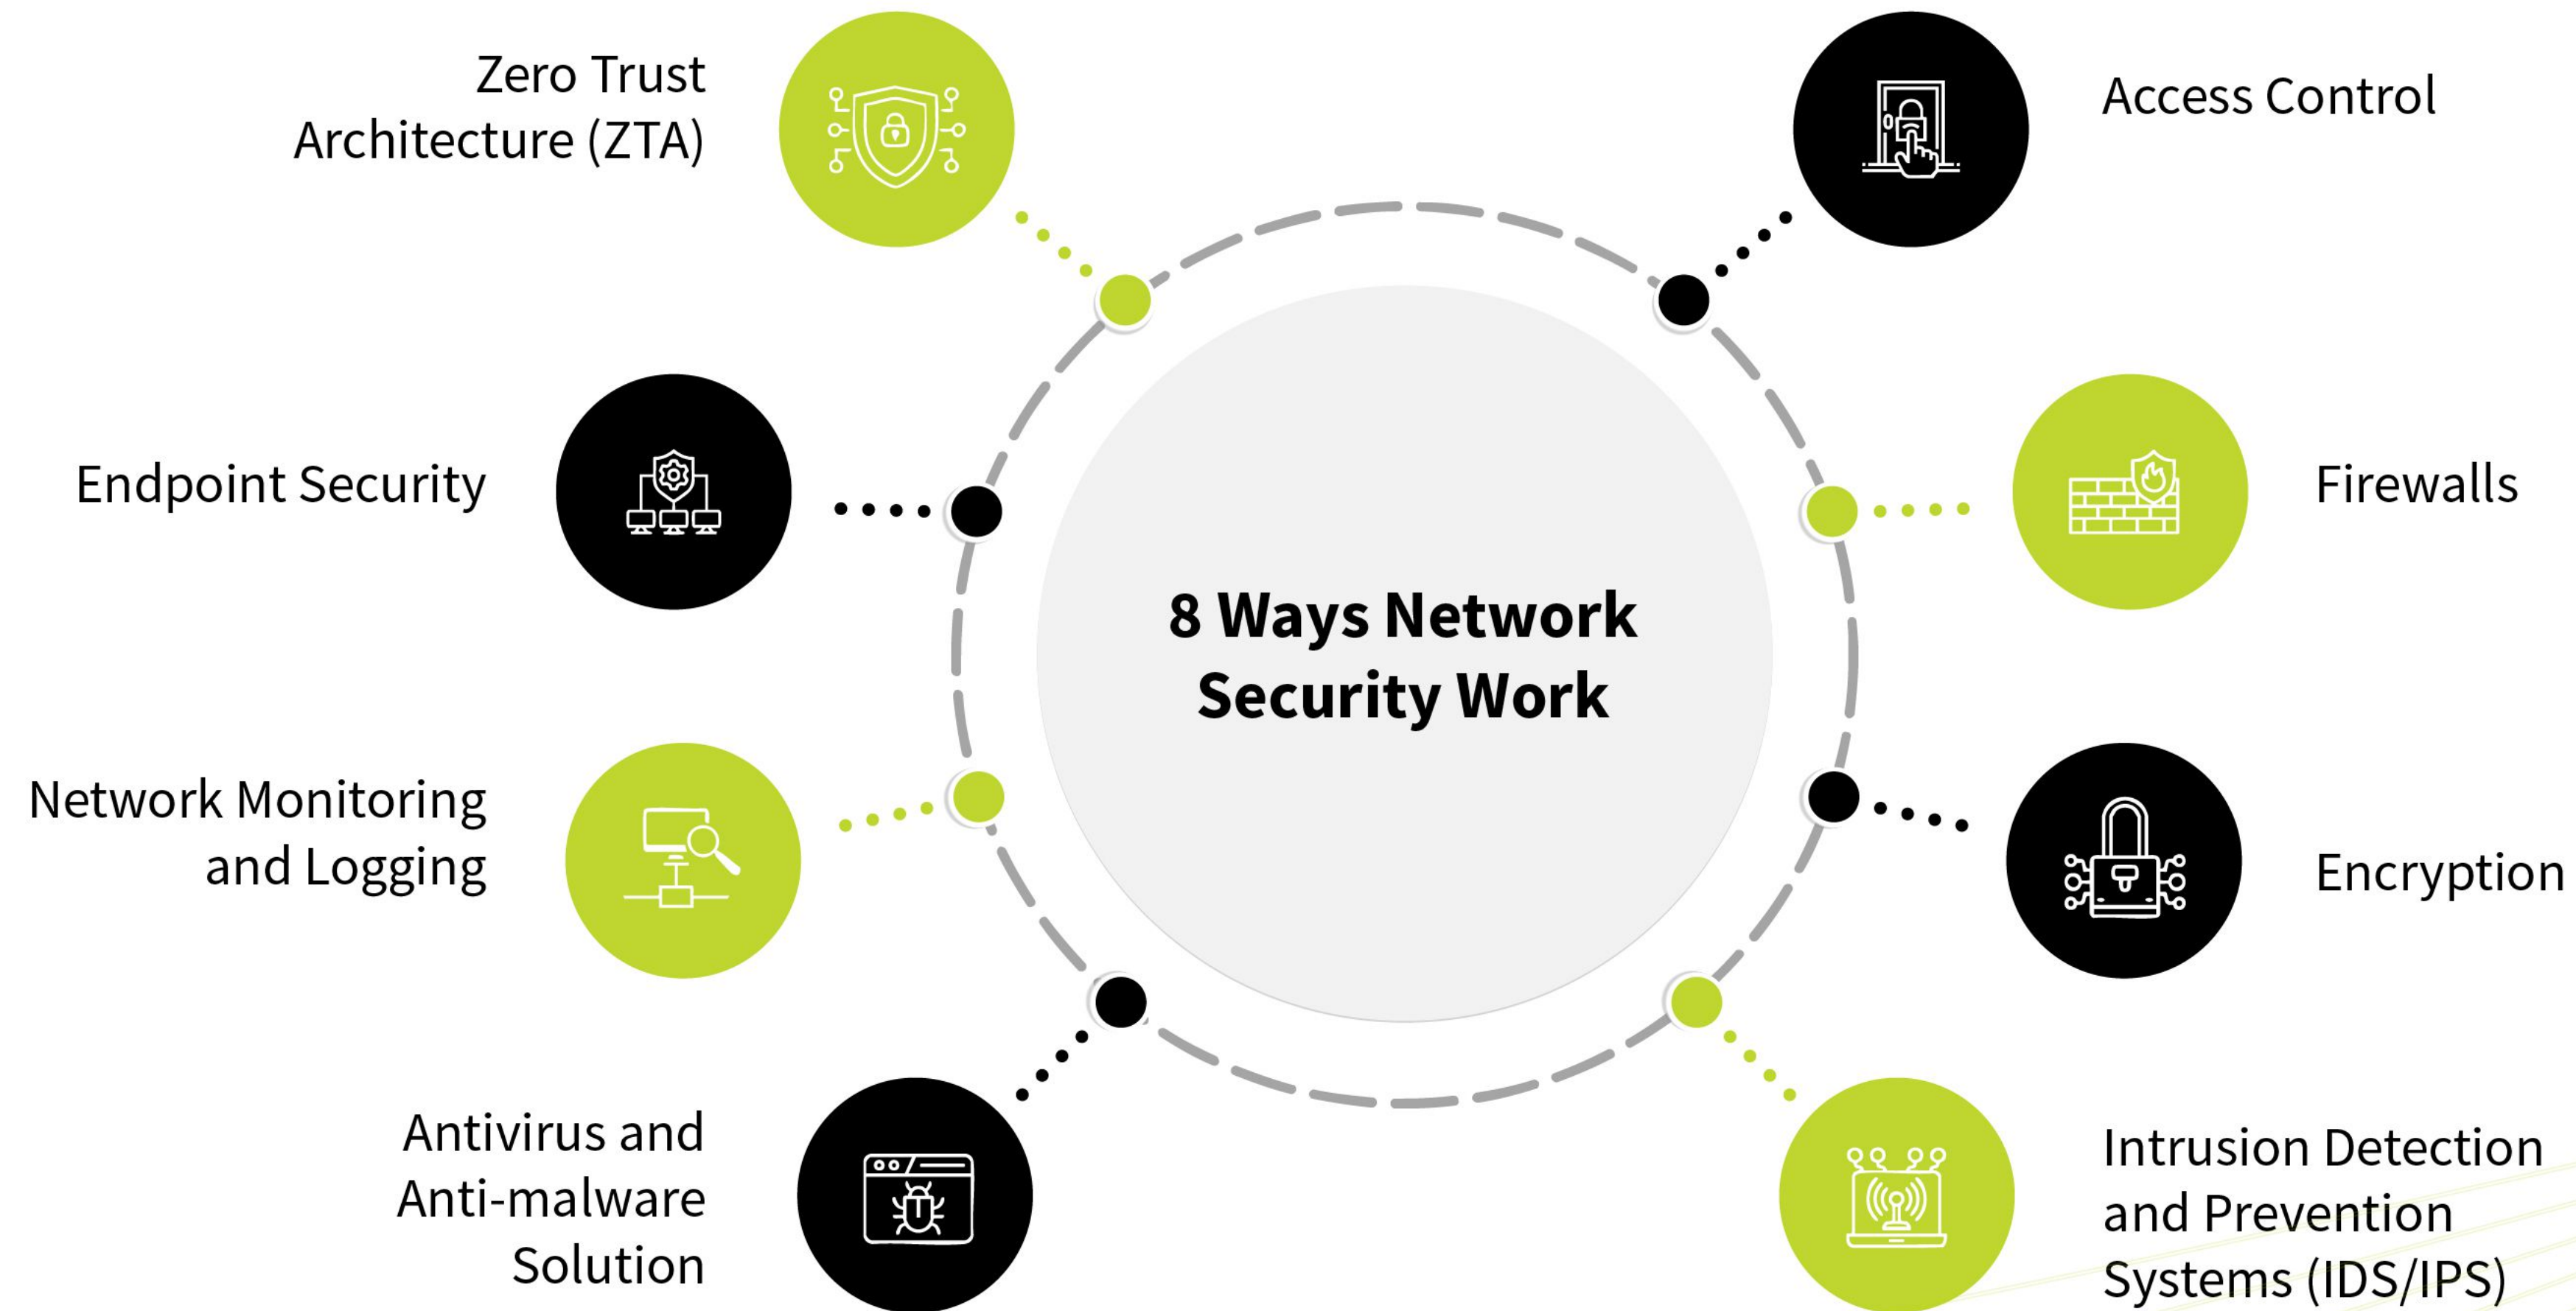 Zero Trust
Architecture (ZTA)
Access Control
Endpoint Security
Firewalls
8 Ways Network
Security Work
Network Monitoring
and Logging
Encryption
Antivirus and
Anti-malware
Solution
Intrusion Detection
and Prevention
Systems (IDS/IPS)